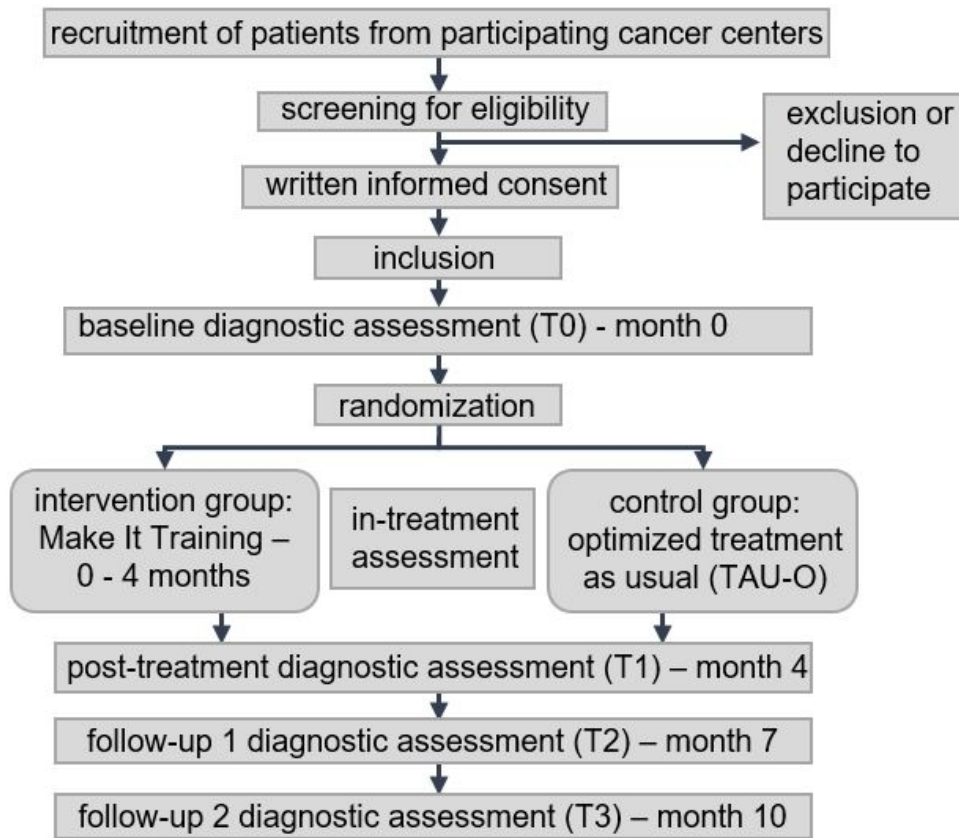 recruitment of patients from participating cancer centers
screening for eligibility
exclusion or
decline to
participate
written informed consent
inclusion
baseline diagnostic assessment (T0) - month 0
randomization
intervention group:
Make It Training –
0 - 4 months
in-treatment
assessment
control group:
optimized treatment
as usual (TAU-O)
post-treatment diagnostic assessment (T1) – month 4
follow-up 1 diagnostic assessment (T2) – month 7
follow-up 2 diagnostic assessment (T3) – month 10